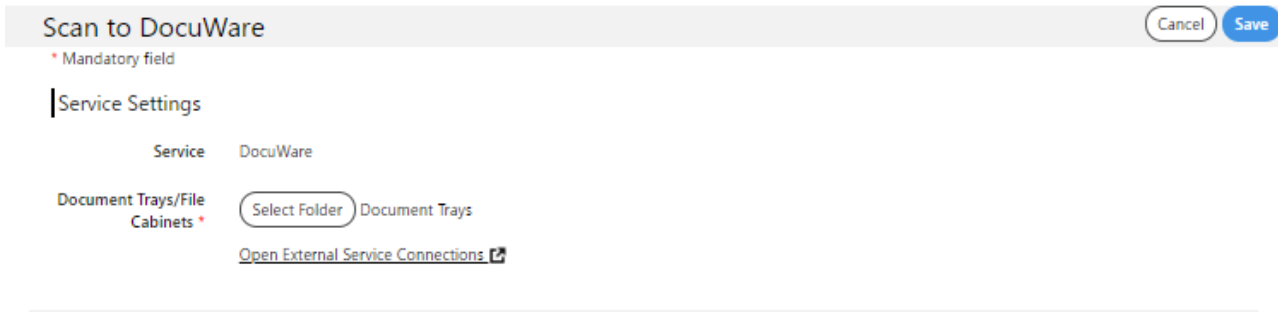 Scan to DocuWare
Cancel
Save
* Mandatory field
Service Settings
Service DocuWare
Document Trays/File
Cabinets *
Select Folder Document Trays
Open External Service Connections